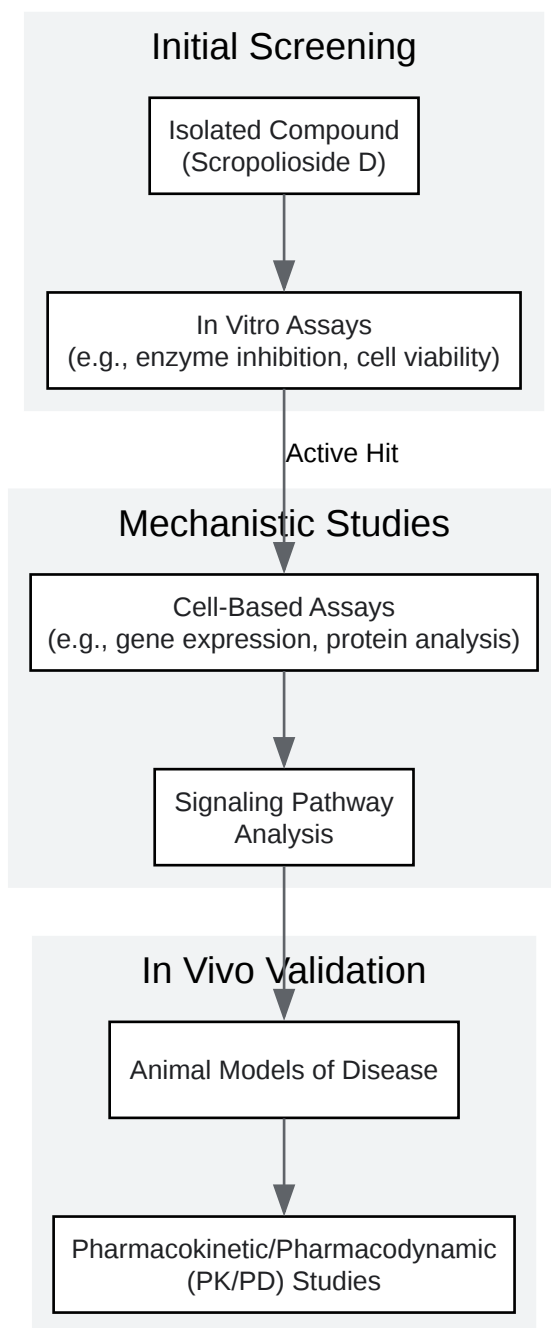 Initial Screening
Isolated Compound
(Scropolioside D)
In Vitro Assays
(e.g., enzyme inhibition, cell viability)
Active Hit
Mechanistic Studies
Cell-Based Assays
(e.g., gene expression, protein analysis)
Signaling Pathway
Analysis
In Vivo Validation
Animal Models of Disease
Pharmacokinetic/Pharmacodynamic
(PK/PD) Studies